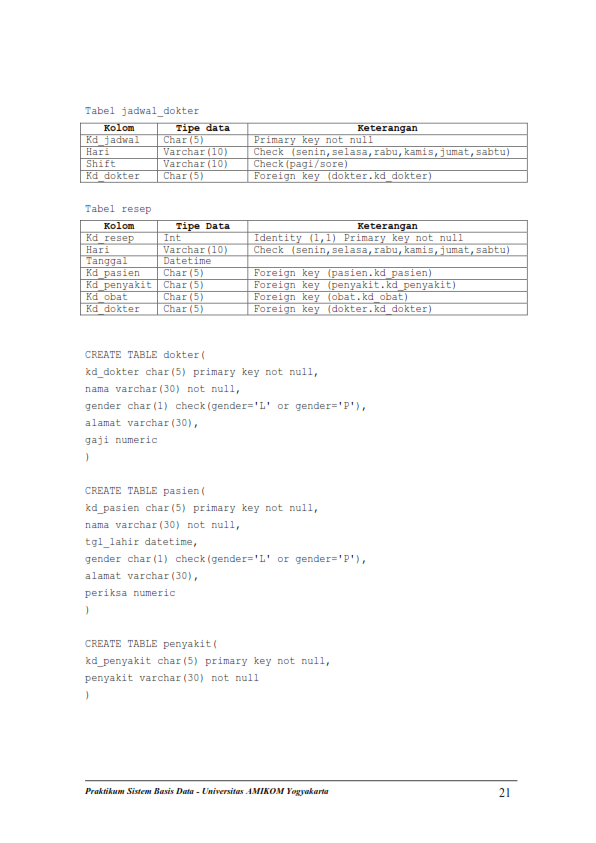 Tabel jadwal_dokter
Kolom Tipe data Keterangan
Kd_jadwal Char(5) Primary key not null
Hari Varchar(10) Check (senin,selasa,rabu,kamis,jumat,sabtu)
Shift Varchar(10) Check(pagi/sore)
Kd_dokter Char(5) Foreign key (dokter.kd_dokter)
Tabel resep
Kolom Tipe Data Keterangan
Kd_resep Int Identity (1,1) Primary key not null
Hari Varchar(10) Check (senin,selasa,rabu,kamis,jumat,sabtu)
Tanggal Datetime
Kd_pasien Char(5) Foreign key (pasien.kd_pasien)
Kd_penyakit Char(5) Foreign key (penyakit.kd_penyakit)
Kd_obat Char(5) Foreign key (obat.kd_obat)
Kd_dokter Char(5) Foreign key (dokter.kd_dokter)
CREATE TABLE dokter(
kd_dokter char(5) primary key not null,
nama varchar(30) not null,
gender char(1) check(gender='L' or gender='P'),
alamat varchar(30),
gaji numeric
)
CREATE TABLE pasien(
kd_pasien char(5) primary key not null,
nama varchar(30) not null,
tgl_lahir datetime,
gender char(1) check(gender='L' or gender='P'),
alamat varchar(30),
periksa numeric
)
CREATE TABLE penyakit(
kd_penyakit char(5) primary key not null,
penyakit varchar(30) not null
)
Praktikum Sistem Basis Data - Universitas AMIKOM Yogyakarta 21